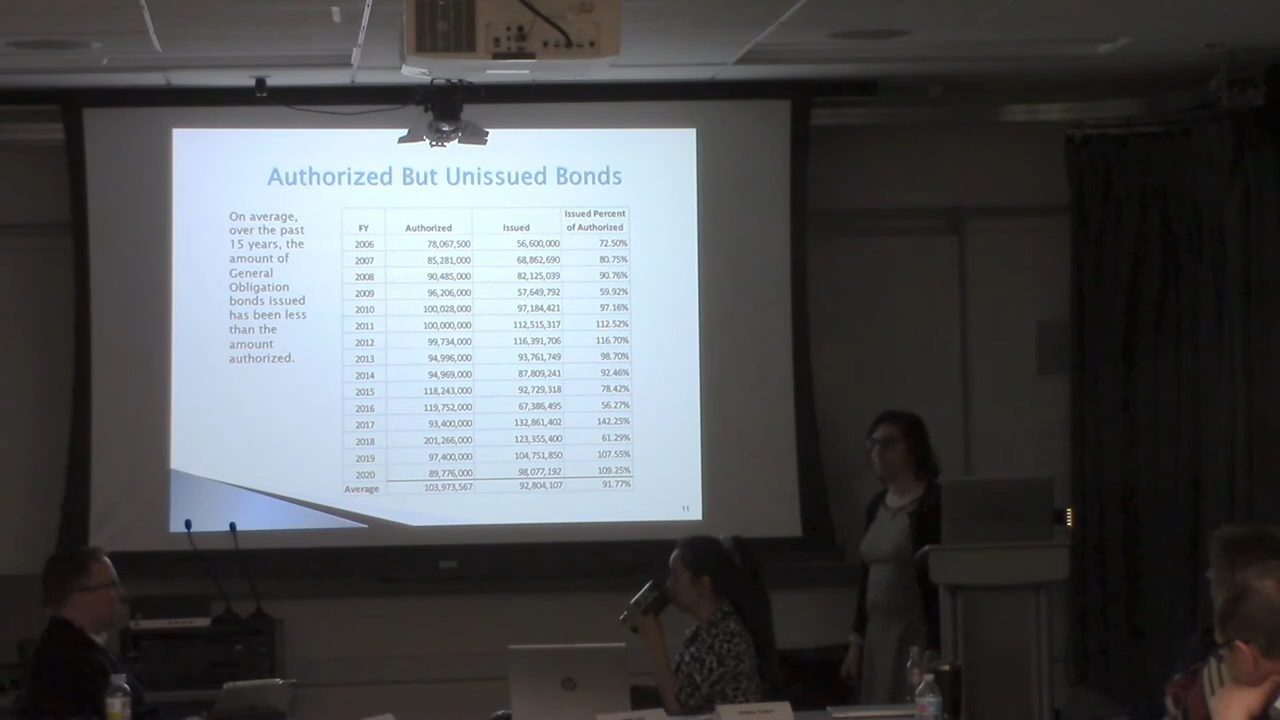 Authorized But Unissued Bonds
On average,
over the past
15 years, the
amount of
General
Obligation
bonds issued
has been less
than the
amount
authorized.
FY Authorized Issued Issued Percent of Authorized
2006 78,067,500 56,600,000 72.50%
2007 85,281,000 68,862,690 80.75%
2008 90,485,000 82,125,039 90.76%
2009 96,206,000 57,649,792 59.92%
2010 100,028,000 97,184,421 97.16%
2011 100,000,000 112,515,317 112.52%
2012 99,734,000 116,391,706 116.70%
2013 94,996,000 93,761,749 98.70%
2014 94,969,000 87,809,241 92.46%
2015 118,243,000 92,729,318 78.42%
2016 119,752,000 67,386,495 56.27%
2017 93,400,000 132,861,402 142.25%
2018 201,266,000 123,355,400 61.29%
2019 97,400,000 104,751,850 107.55%
2020 89,776,000 98,077,192 109.25%
Average 103,973,567 92,804,107 91.77%
11
hp